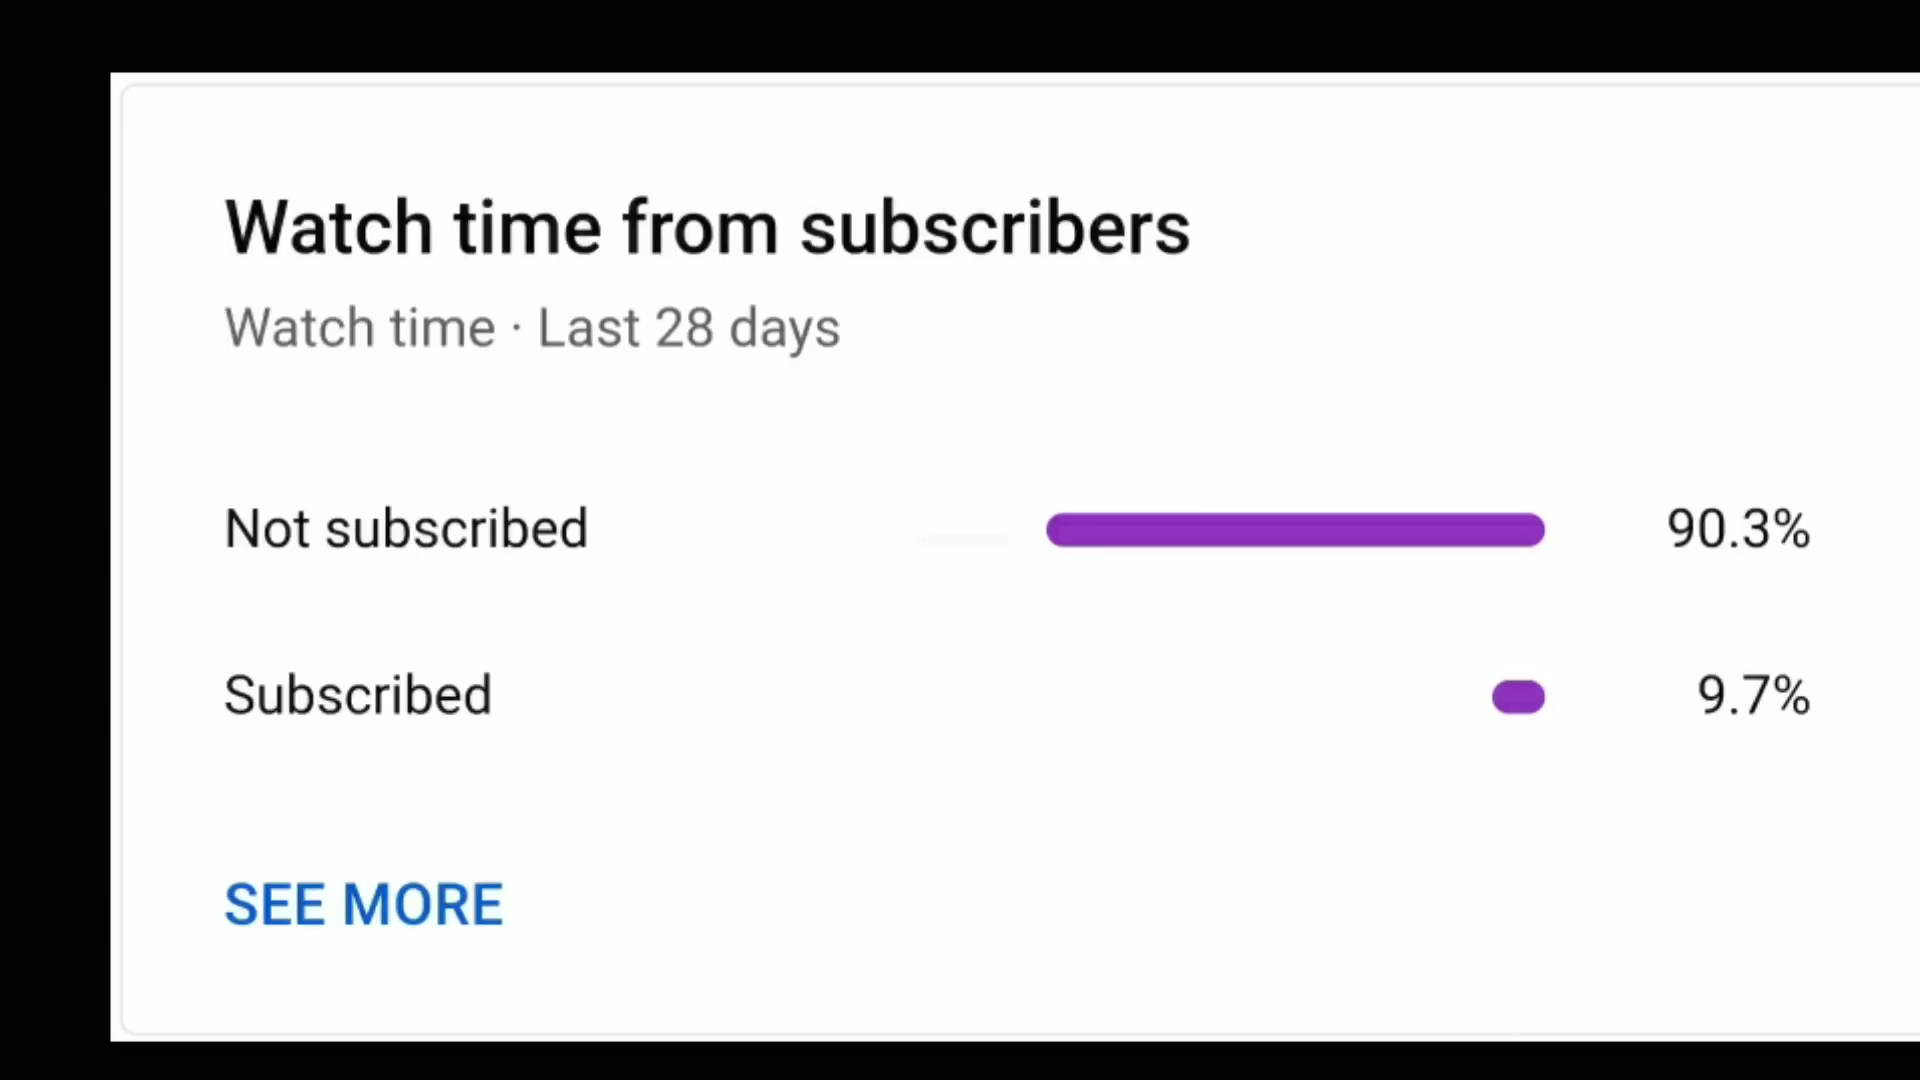 Watch time from subscribers
Watch time · Last 28 days
Not subscribed 90.3%
Subscribed 9.7%
SEE MORE